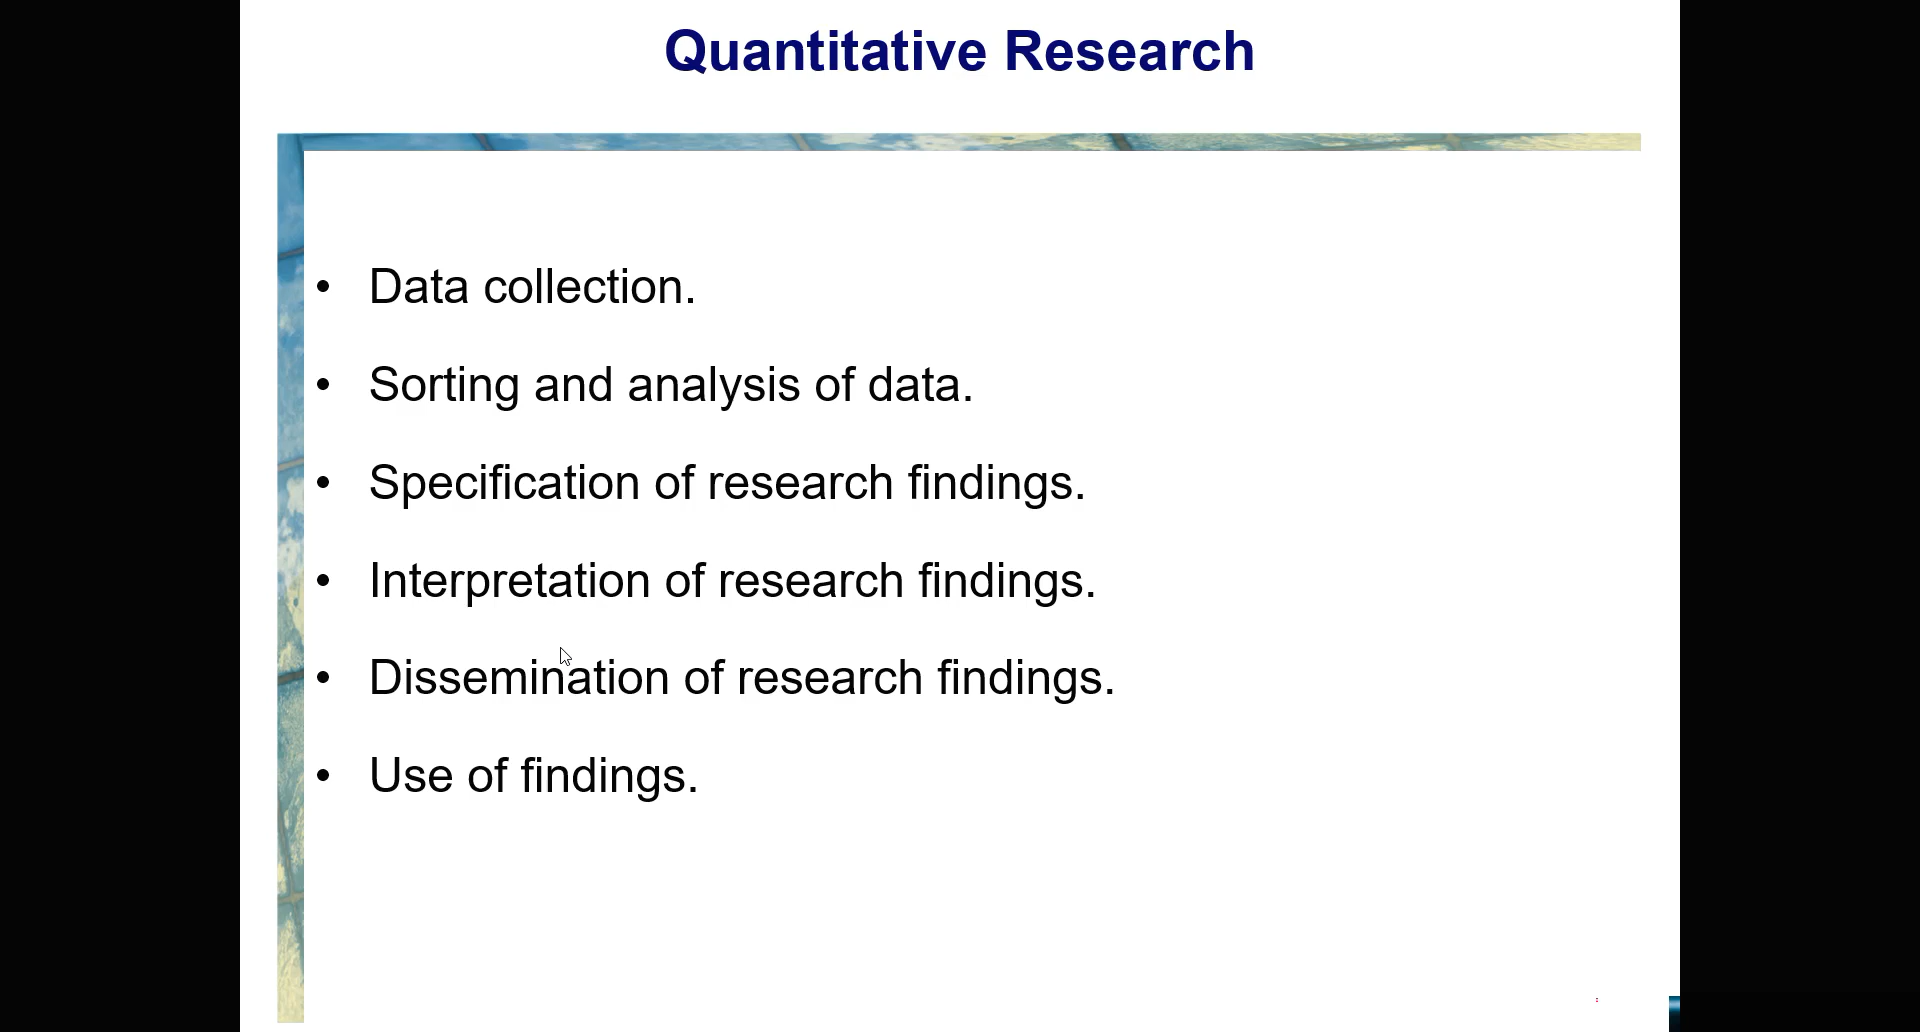 Quantitative Research
• Data collection.
• Sorting and analysis of data.
• Specification of research findings.
• Interpretation of research findings.
• Dissemination of research findings.
• Use of findings.